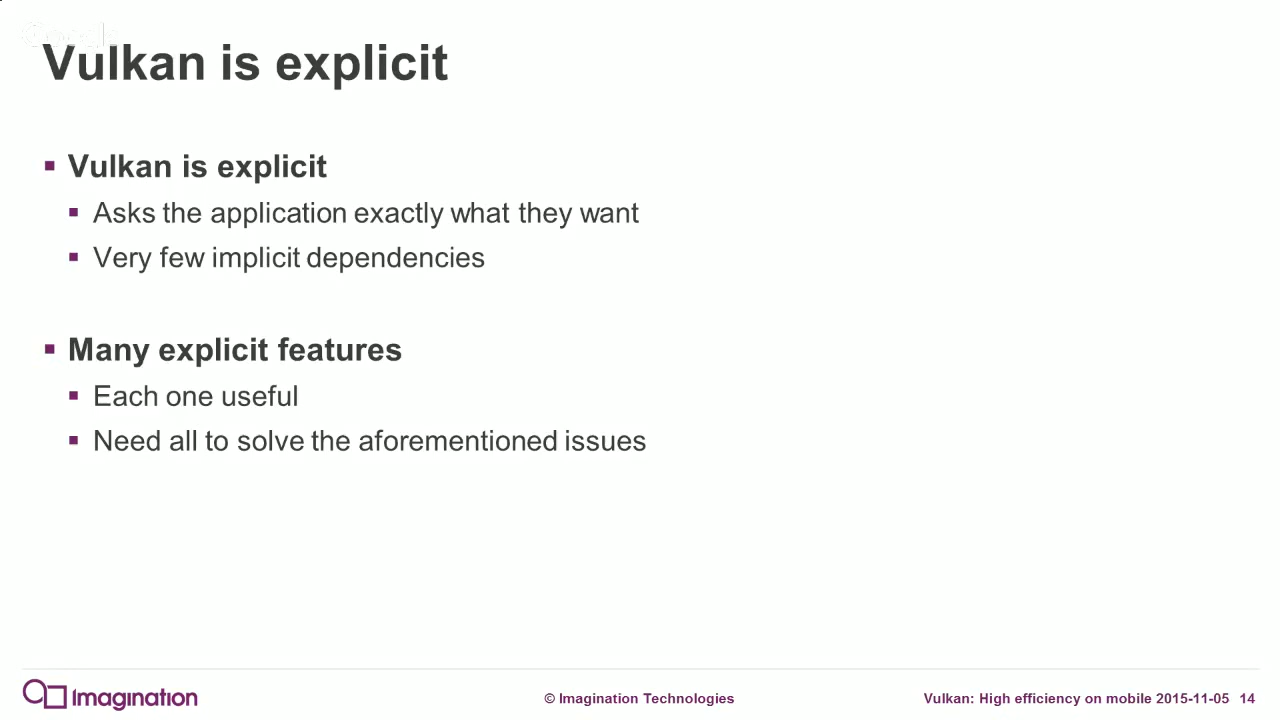 Vulkan is explicit
Vulkan is explicit
Asks the application exactly what they want
Very few implicit dependencies
Many explicit features
Each one useful
Need all to solve the aforementioned issues
Imagination
© Imagination Technologies
Vulkan: High efficiency on mobile 2015-11-05 14